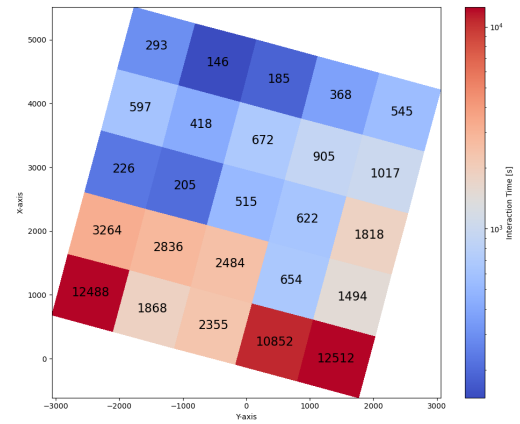 293 146 185 368 545
597 418 672 905 1017
226 205 515 622 1818
3264 2836 2484 654 1494
12488 1868 2355 10852 12512
5000
4000
3000
2000
1000
0
X-axis
−3000 −2000 −1000 0 1000 2000 3000
Y-axis
10⁴
10³
Interaction Time [s]